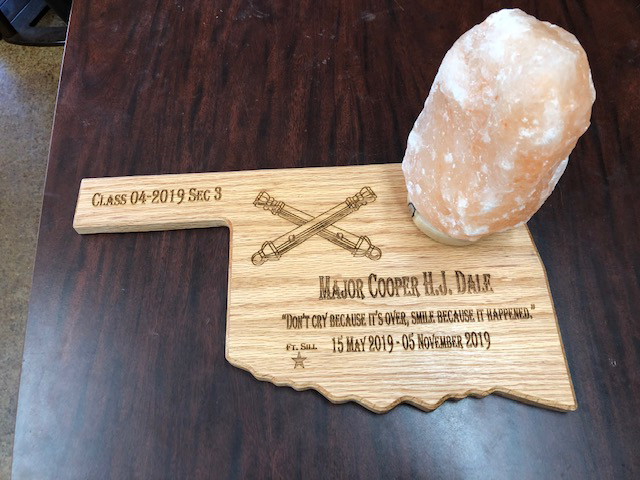 Class 04-2019 Sec 3
Major Cooper H.J. Dale
"Don't cry because it's over, smile because it happened."
Ft. Sill
15 May 2019 - 05 November 2019